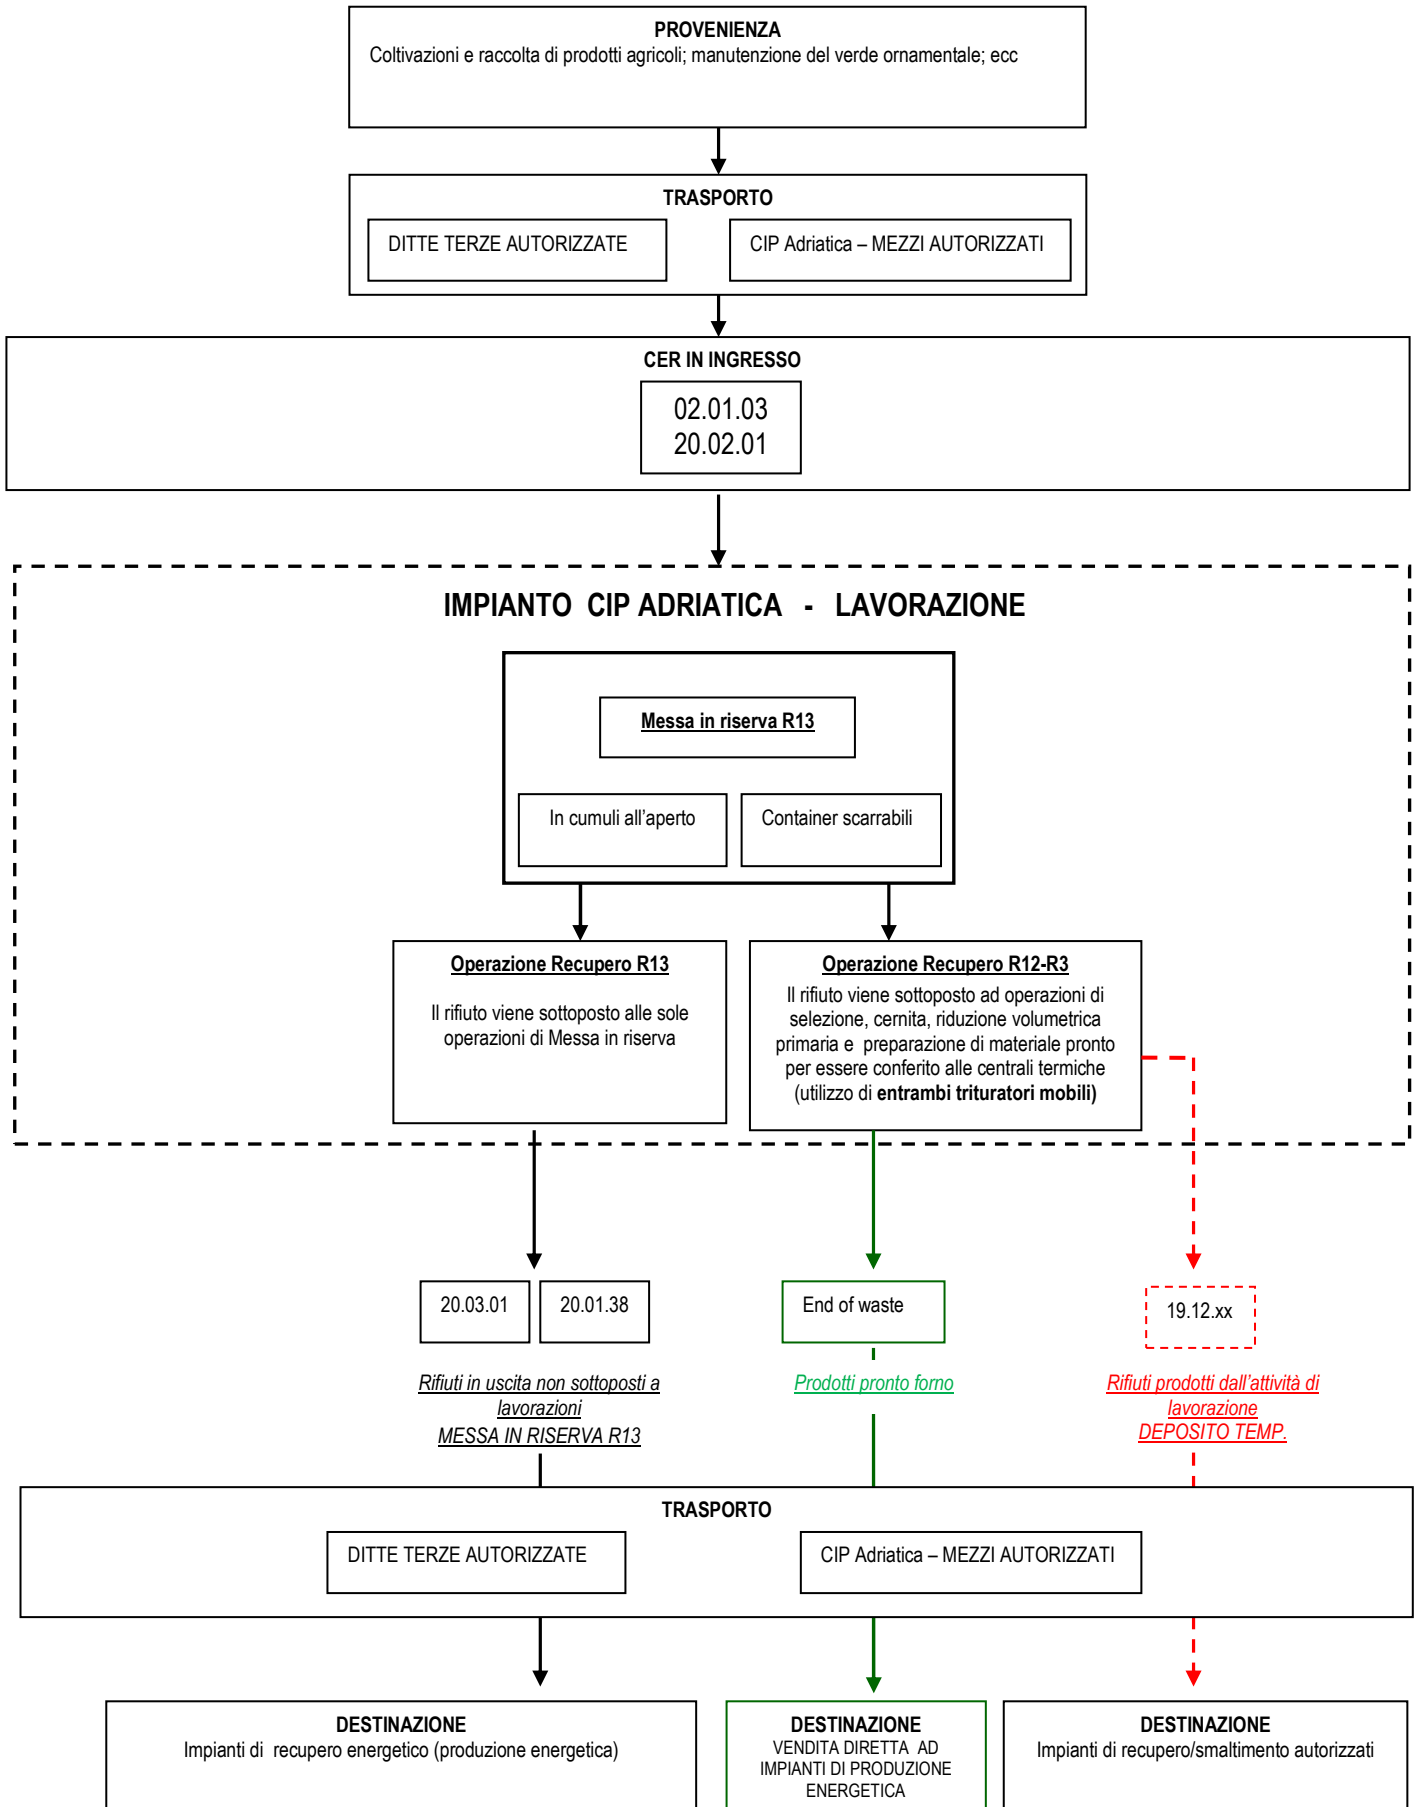 PROVENIENZA
Coltivazioni e raccolta di prodotti agricoli; manutenzione del verde ornamentale; ecc
TRASPORTO
DITTE TERZE AUTORIZZATE
CIP Adriatica – MEZZI AUTORIZZATI
CER IN INGRESSO
02.01.03
20.02.01
IMPIANTO CIP ADRIATICA - LAVORAZIONE
Messa in riserva R13
In cumuli all'aperto
Container scarrabili
Operazione Recupero R13
Il rifiuto viene sottoposto alle sole
operazioni di Messa in riserva
Operazione Recupero R12-R3
Il rifiuto viene sottoposto ad operazioni di
selezione, cernita, riduzione volumetrica
primaria e preparazione di materiale pronto
per essere conferito alle centrali termiche
(utilizzo di entrambi trituratori mobili)
20.03.01
20.01.38
End of waste
19.12.xx
Rifiuti in uscita non sottoposti a
lavorazioni
MESSA IN RISERVA R13
Prodotti pronto forno
Rifiuti prodotti dall'attività di
lavorazione
DEPOSITO TEMP.
TRASPORTO
DITTE TERZE AUTORIZZATE
CIP Adriatica – MEZZI AUTORIZZATI
DESTINAZIONE
Impianti di recupero energetico (produzione energetica)
DESTINAZIONE
VENDITA DIRETTA AD
IMPIANTI DI PRODUZIONE
ENERGETICA
DESTINAZIONE
Impianti di recupero/smaltimento autorizzati